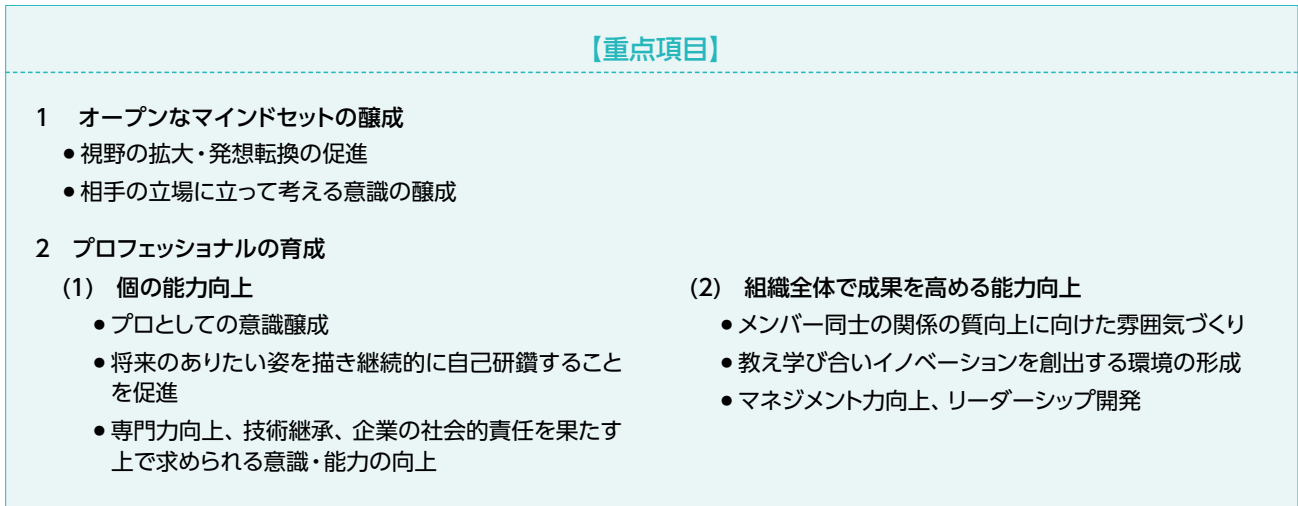 【重点項目】
1 オープンなマインドセットの醸成
●視野の拡大・発想転換の促進
●相手の立場に立って考える意識の醸成
2 プロフェッショナルの育成
(1) 個の能力向上
●プロとしての意識醸成
●将来のありたい姿を描き継続的に自己研鑽すること
を促進
●専門力向上、技術継承、企業の社会的責任を果たす
上で求められる意識・能力の向上
(2) 組織全体で成果を高める能力向上
●メンバー同士の関係の質向上に向けた雰囲気づくり
●教え学び合いイノベーションを創出する環境の形成
●マネジメント力向上、リーダーシップ開発